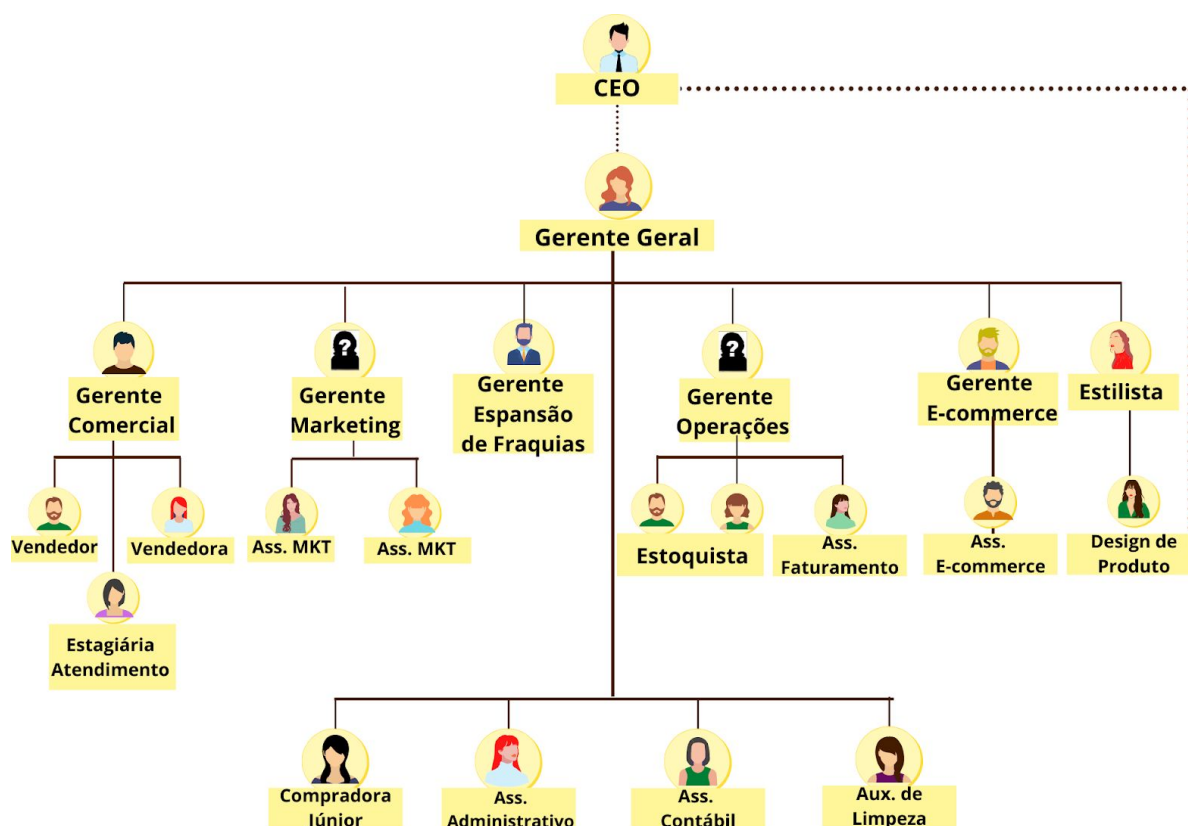 CEO
Gerente Geral
?
?
Gerente
Comercial
Gerente
Marketing
Gerente
Espansão
de Fraquias
Gerente
Operações
Gerente
E-commerce
Estilista
Vendedor
Vendedora
Ass. MKT
Ass. MKT
Estoquista
Ass.
Faturamento
Ass.
E-commerce
Design de
Produto
Estagiária
Atendimento
Compradora
Júnior
Ass.
Administrativo
Ass.
Contábil
Aux. de
Limpeza